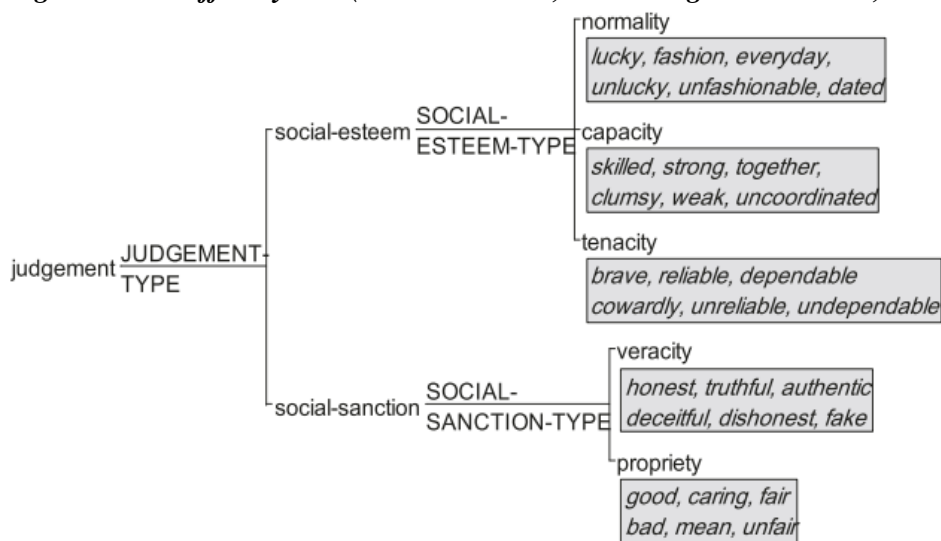 normality
lucky, fashion, everyday,
unlucky, unfashionable, dated
social-esteem
SOCIAL-
ESTEEM-TYPE
capacity
skilled, strong, together,
clumsy, weak, uncoordinated
tenacity
brave, reliable, dependable
cowardly, unreliable, undependable
judgement
JUDGEMENT-
TYPE
veracity
honest, truthful, authentic
deceitful, dishonest, fake
social-sanction
SOCIAL-
SANCTION-TYPE
propriety
good, caring, fair
bad, mean, unfair